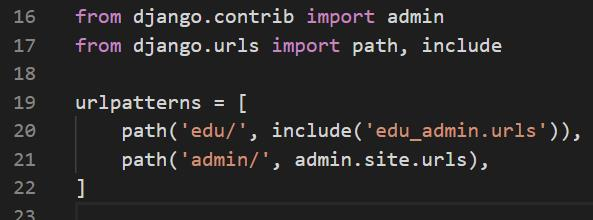 16 from django.contrib import admin
17 from django.urls import path, include
18
19 urlpatterns = [
20     path('edu/', include('edu_admin.urls')),
21     path('admin/', admin.site.urls),
22 ]
23